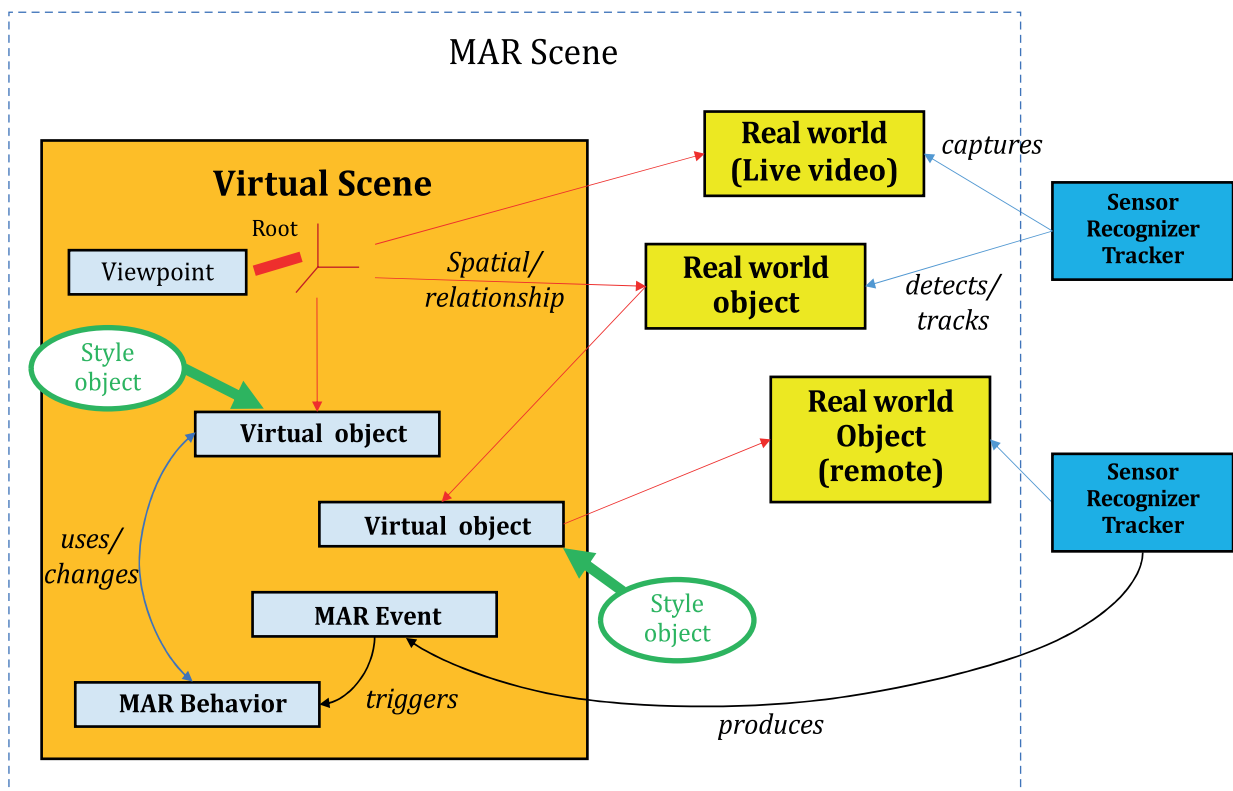 MAR Scene
Real world
(Live video)
captures
Virtual Scene
Sensor
Recognizer
Tracker
Root
Viewpoint
Spatial/
relationship
Real world
object
detects/
tracks
Style
object
Real world
Object
(remote)
Virtual object
Sensor
Recognizer
Tracker
Virtual object
uses/
changes
MAR Event
Style
object
MAR Behavior
triggers
produces